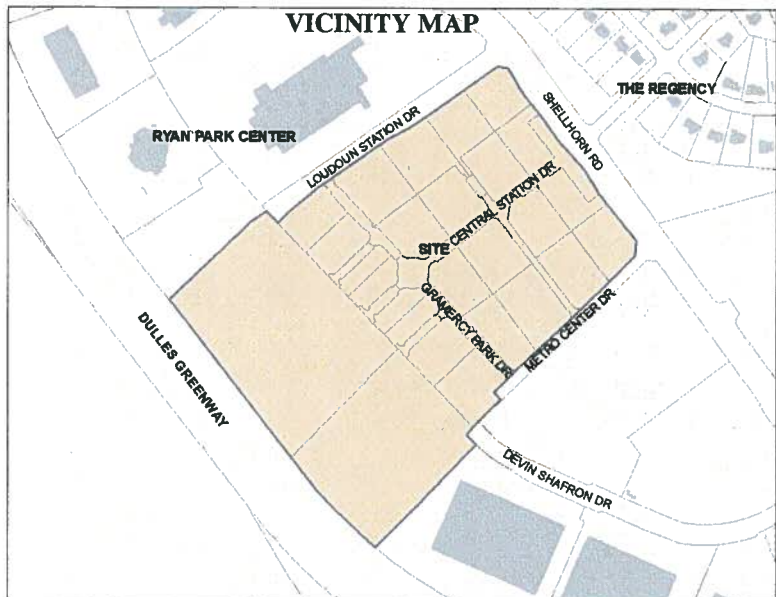 VICINITY MAP
THE REGENCY
SHELLHORN RD
RYAN PARK CENTER
LOUDOUN STATION DR
CENTRAL STATION DR
SITE
GRAMERCY PARK DR
METRO CENTER DR
DULLES GREENWAY
DEVIN SHAFRON DR